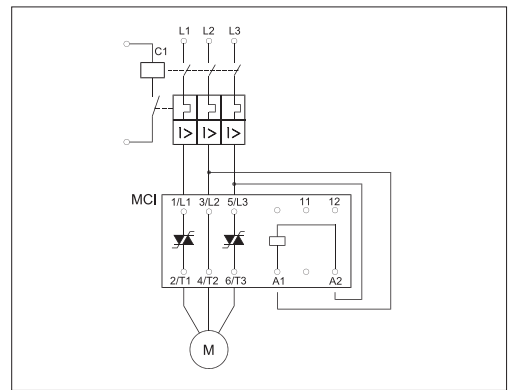 L1 L2 L3
C1
I> I> I>
MCI 1/L1 3/L2 5/L3 11 12
2/T1 4/T2 6/T3 A1 A2
M